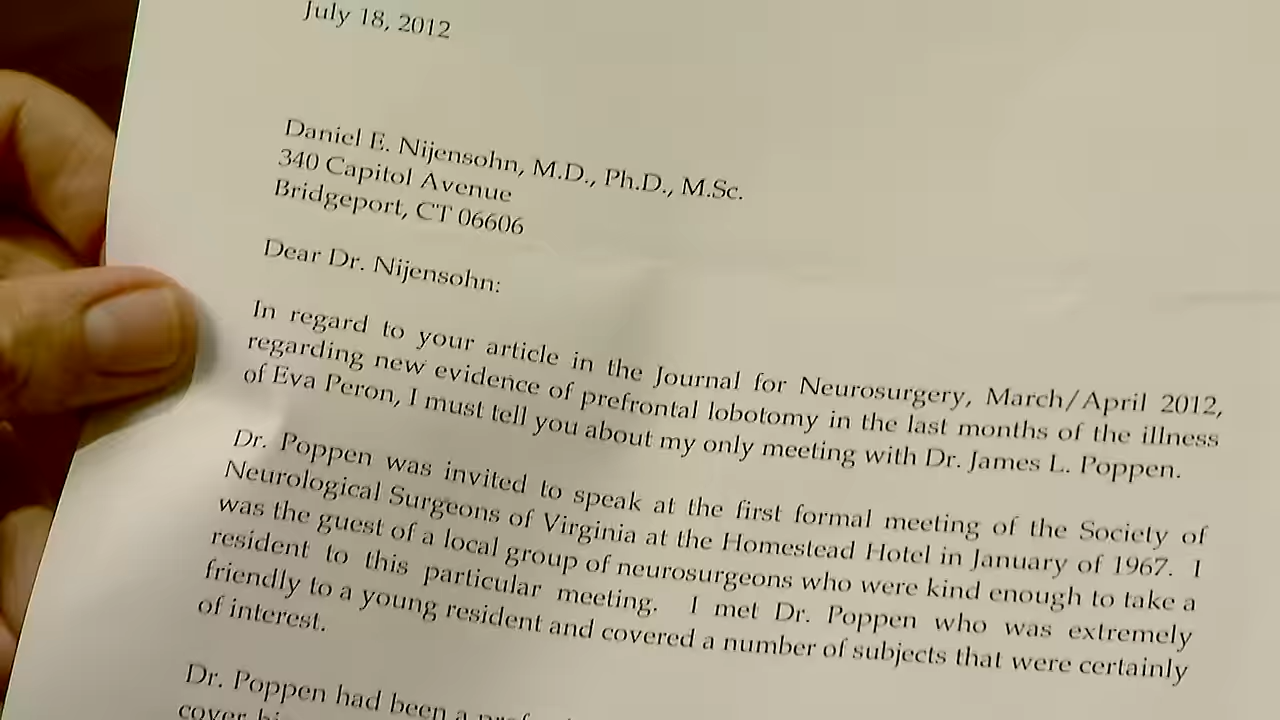 July 18, 2012
Daniel E. Nijensohn, M.D., Ph.D., M.Sc.
340 Capitol Avenue
Bridgeport, CT 06606
Dear Dr. Nijensohn:
In regard to your article in the Journal for Neurosurgery, March/April 2012,
regarding new evidence of prefrontal lobotomy in the last months of the illness
of Eva Peron, I must tell you about my only meeting with Dr. James L. Poppen.
Dr. Poppen was invited to speak at the first formal meeting of the Society of
Neurological Surgeons of Virginia at the Homestead Hotel in January of 1967. I
was the guest of a local group of neurosurgeons who were kind enough to take a
resident to this particular meeting. I met Dr. Poppen who was extremely
friendly to a young resident and covered a number of subjects that were certainly
of interest.
Dr. Poppen had been a
cover